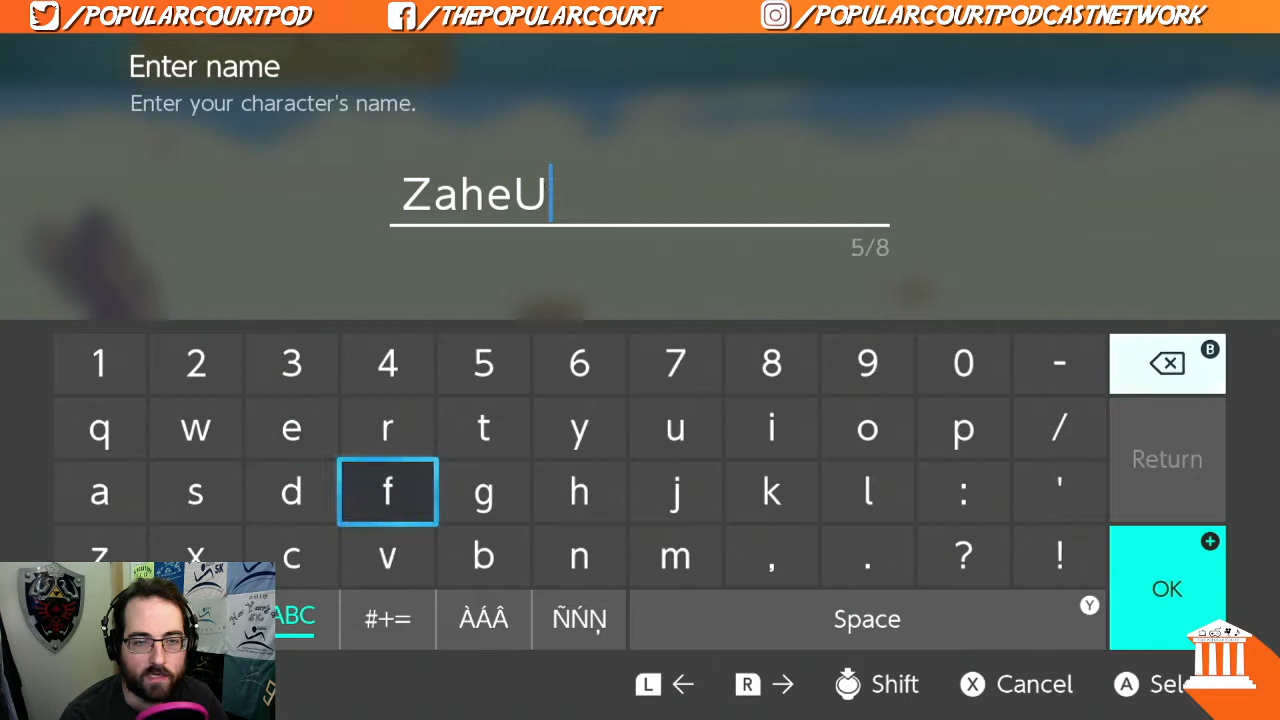 /POPULARCOURTPOD /THEPOPULARCOURT /POPULARCOURTPODCASTNETWORK
Enter name
Enter your character's name.
ZaheU
5/8
1 2 3 4 5 6 7 8 9 0 - B
q w e r t y u i o p / Return
a s d f g h j k l : '
z x c v b n m , . ? ! +
OK
ABC #+= ÀÁÂ ÑŃŅ Space Y
L ← R → Shift X Cancel A Sel